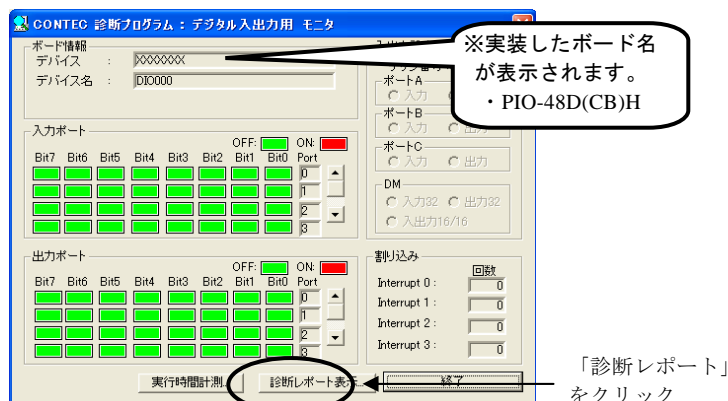 CONTEC 診断プログラム : デジタル入出力用 モニタ
ボード情報
デバイス : XXXXXXX
デバイス名 : DIO000
※実装したボード名
が表示されます。
・PIO-48D(CB)H
ポートA
入力
ポートB
入力
ポートC
入力 出力
DM
入力32 出力32
入出力16/16
入力ポート
OFF: ON:
Bit7 Bit6 Bit5 Bit4 Bit3 Bit2 Bit1 Bit0 Port
0
1
2
3
出力ポート
OFF: ON:
Bit7 Bit6 Bit5 Bit4 Bit3 Bit2 Bit1 Bit0 Port
0
1
2
3
割り込み
回数
Interrupt 0 : 0
Interrupt 1 : 0
Interrupt 2 : 0
Interrupt 3 : 0
実行時間計測... 診断レポート表示... 終了
「診断レポート」
をクリック